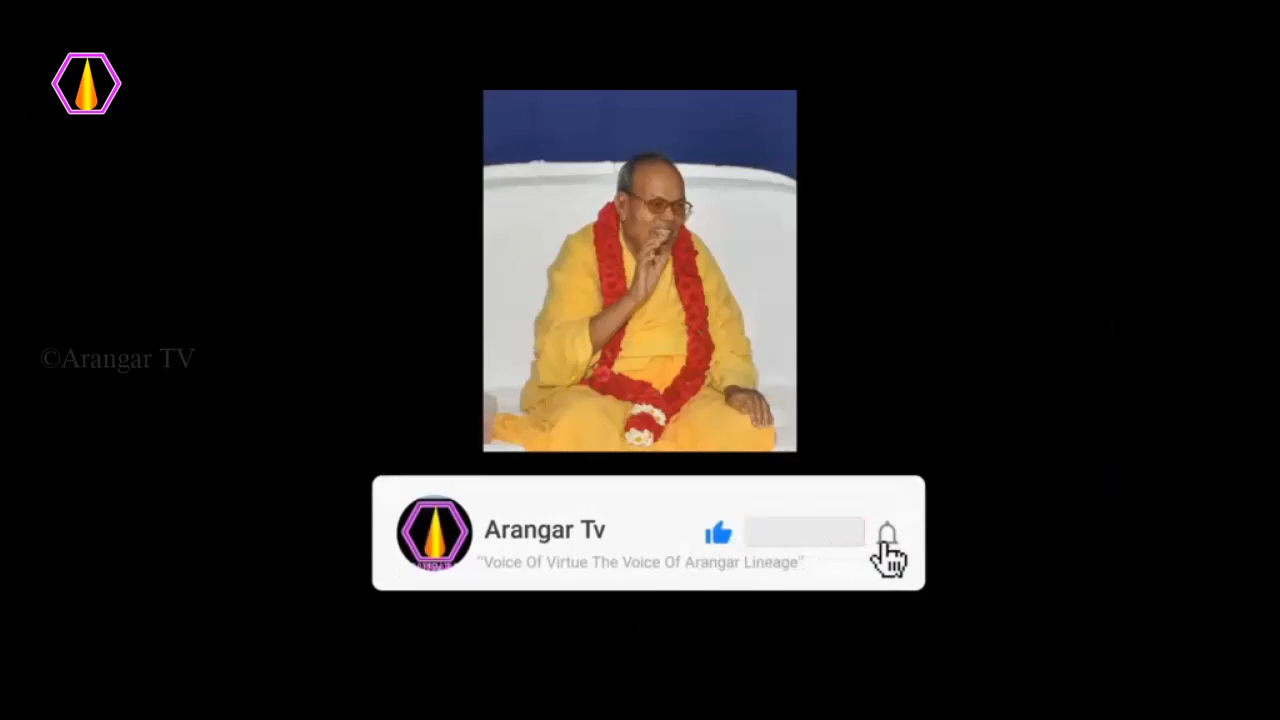 ©Arangar TV
Arangar Tv
"Voice Of Virtue The Voice Of Arangar Lineage"